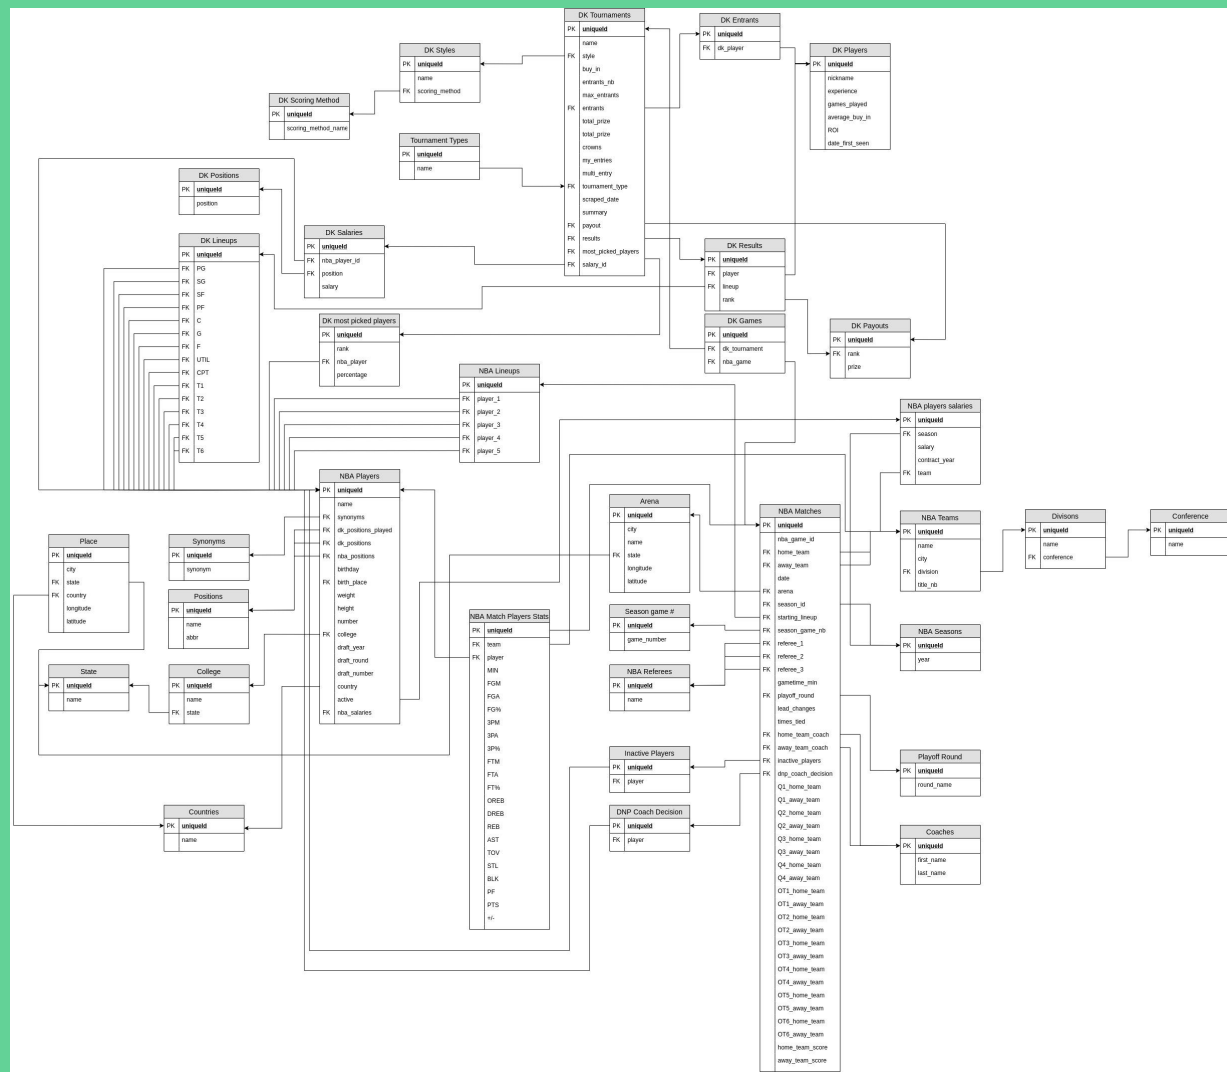 DK Tournaments
PK uniqueId
name
FK style
buy_in
entrants_nb
max_entrants
FK entrants
total_prize
total_prize
crowns
my_entries
multi_entry
FK tournament_type
scraped_date
summary
FK payout
FK results
FK most_picked_players
FK salary_id
DK Entrants
PK uniqueId
FK dk_player
DK Players
PK uniqueId
nickname
experience
games_played
average_buy_in
ROI
date_first_seen
DK Styles
PK uniqueId
name
FK scoring_method
DK Scoring Method
PK uniqueId
scoring_method_name
Tournament Types
PK uniqueId
name
DK Positions
PK uniqueId
position
DK Lineups
PK uniqueId
FK PG
FK SG
FK SF
FK PF
FK C
FK G
FK F
FK UTIL
FK CPT
FK T1
FK T2
FK T3
FK T4
FK T5
FK T6
DK Salaries
PK uniqueId
FK nba_player_id
FK position
salary
DK Results
PK uniqueId
FK player
FK lineup
rank
DK most picked players
PK uniqueId
rank
FK nba_player
percentage
DK Games
PK uniqueId
FK dk_tournament
FK nba_game
DK Payouts
PK uniqueId
FK rank
prize
NBA Lineups
PK uniqueId
FK player_1
FK player_2
FK player_3
FK player_4
FK player_5
NBA players salaries
PK uniqueId
FK season
salary
contract_year
FK team
NBA Players
PK uniqueId
name
FK synonyms
FK dk_positions_played
FK dk_positions
FK nba_positions
birthday
FK birth_place
weight
height
number
FK college
draft_year
draft_round
draft_number
country
active
FK nba_salaries
Arena
PK uniqueId
city
name
FK state
longitude
latitude
NBA Matches
PK uniqueId
nba_game_id
FK home_team
FK away_team
date
FK arena
FK season_id
FK starting_lineup
FK season_game_nb
FK referee_1
FK referee_2
FK referee_3
gametime_min
FK playoff_round
lead_changes
times_tied
FK home_team_coach
FK away_team_coach
FK inactive_players
FK dnp_coach_decision
Q1_home_team
Q1_away_team
Q2_home_team
Q2_away_team
Q3_home_team
Q3_away_team
Q4_home_team
Q4_away_team
OT1_home_team
OT1_away_team
OT2_home_team
OT2_away_team
OT3_home_team
OT3_away_team
OT4_home_team
OT4_away_team
OT5_home_team
OT5_away_team
OT6_home_team
OT6_away_team
home_team_score
away_team_score
NBA Teams
PK uniqueId
name
city
FK division
title_nb
Divisons
PK uniqueId
name
FK conference
Conference
PK uniqueId
name
Place
PK uniqueId
city
FK state
FK country
longitude
latitude
Synonyms
PK uniqueId
synonym
Positions
PK uniqueId
name
abbr
NBA Match Players Stats
PK uniqueId
FK team
FK player
MIN
FGM
FGA
FG%
3PM
3PA
3P%
FTM
FTA
FT%
OREB
DREB
REB
AST
TOV
STL
BLK
PF
PTS
+/-
Season game #
PK uniqueId
game_number
NBA Seasons
PK uniqueId
year
State
PK uniqueId
name
College
PK uniqueId
name
FK state
NBA Referees
PK uniqueId
name
Inactive Players
PK uniqueId
FK player
Playoff Round
PK uniqueId
round_name
Countries
PK uniqueId
name
DNP Coach Decision
PK uniqueId
FK player
Coaches
PK uniqueId
first_name
last_name